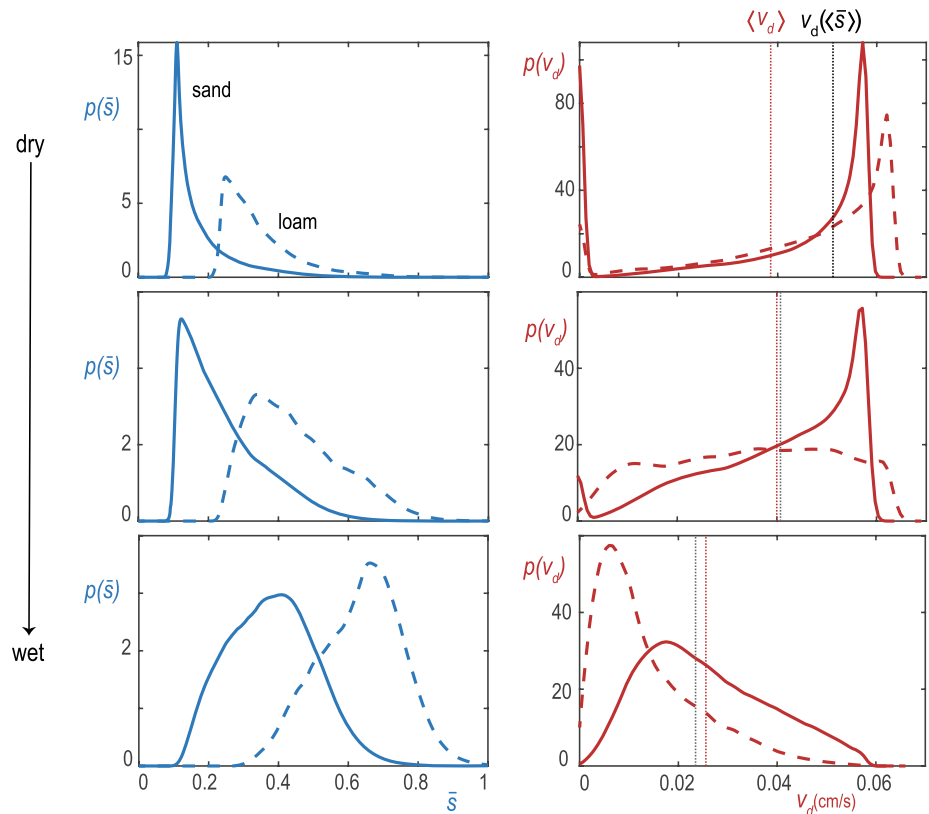 ⟨v_d⟩ v_d(⟨s̄⟩)
15
p(s̄)
sand
5
loam
0
p(v_d)
80
40
0
dry
p(s̄)
2
0
p(v_d)
40
20
0
p(s̄)
2
0
wet
p(v_d)
40
20
0
0 0.2 0.4 0.6 0.8 1
s̄
0 0.02 0.04 0.06
v_d(cm/s)